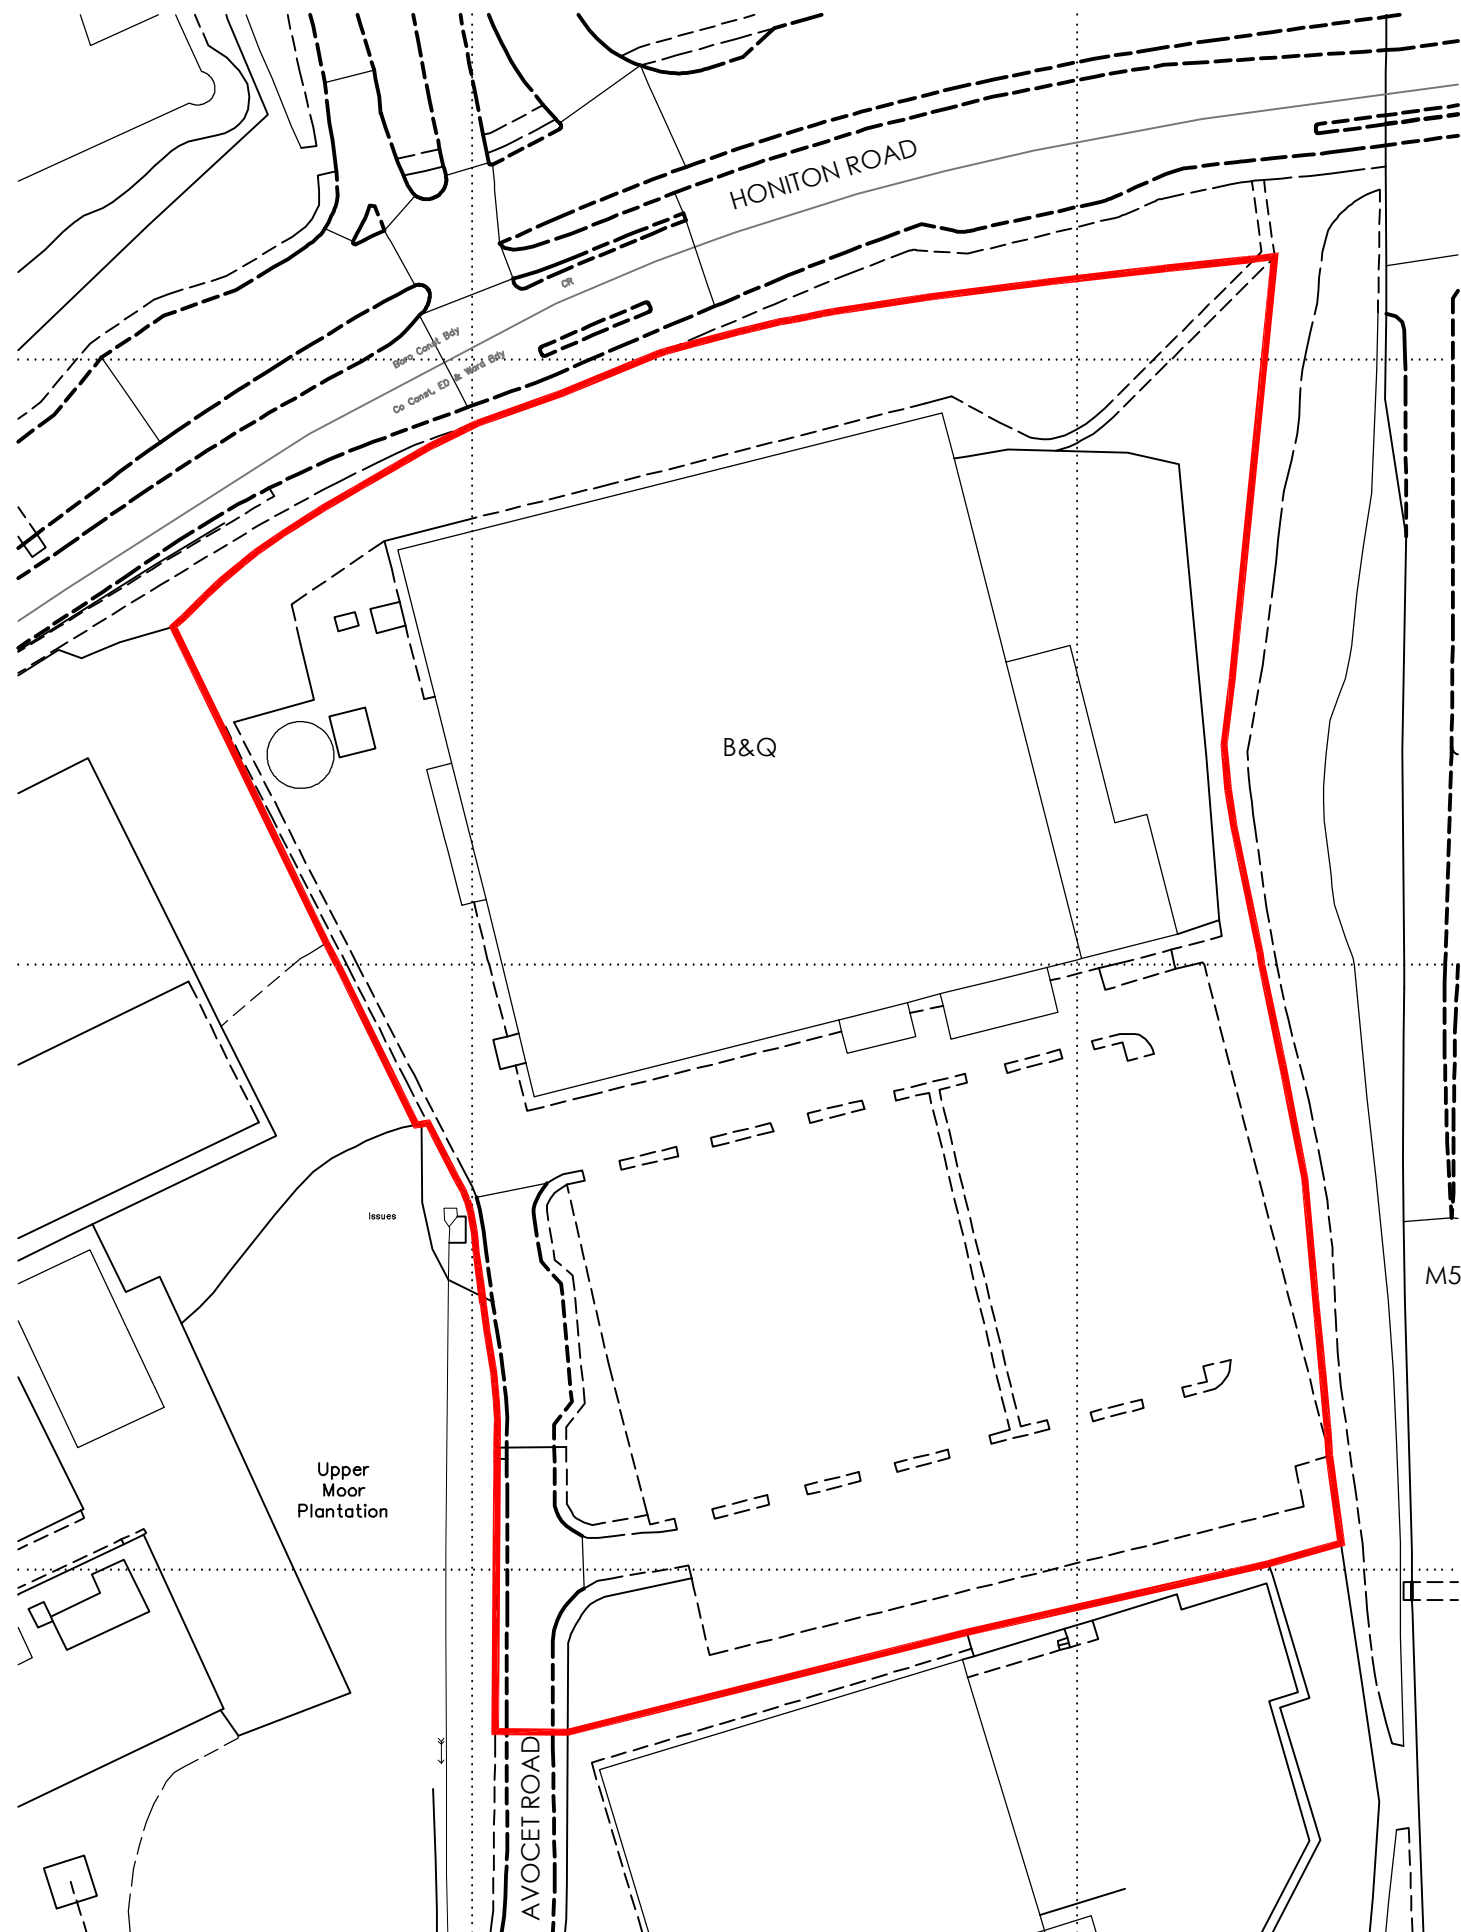 HONITON ROAD
CR
Boro Const Bdy
Co Const, ED & Ward Bdy
B&Q
Issues
M5
Upper
Moor
Plantation
AVOCET ROAD